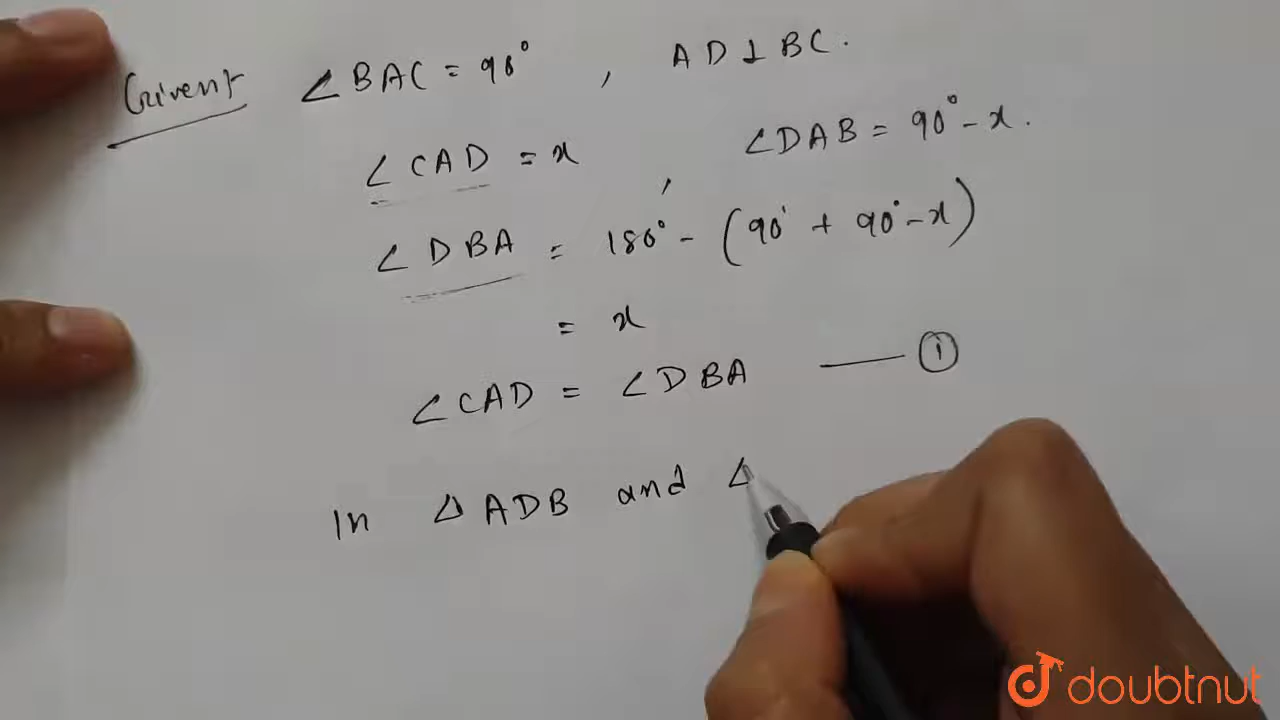 Given:- ∠BAC = 90° , AD⊥BC.
∠CAD = x , ∠DAB = 90° - x.
∠DBA = 180° - (90° + 90° - x)
= x
∠CAD = ∠DBA —— ①
In △ADB and △
doubtnut